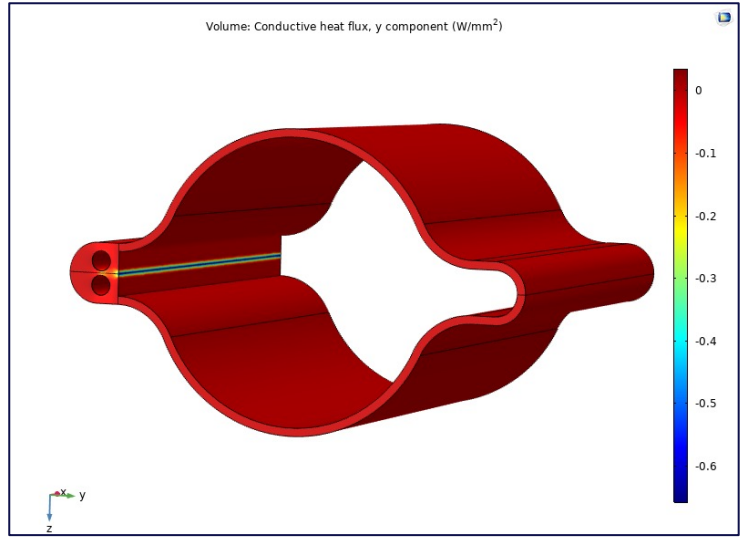 Volume: Conductive heat flux, y component (W/mm²)
0
-0.1
-0.2
-0.3
-0.4
-0.5
-0.6
x
y
z